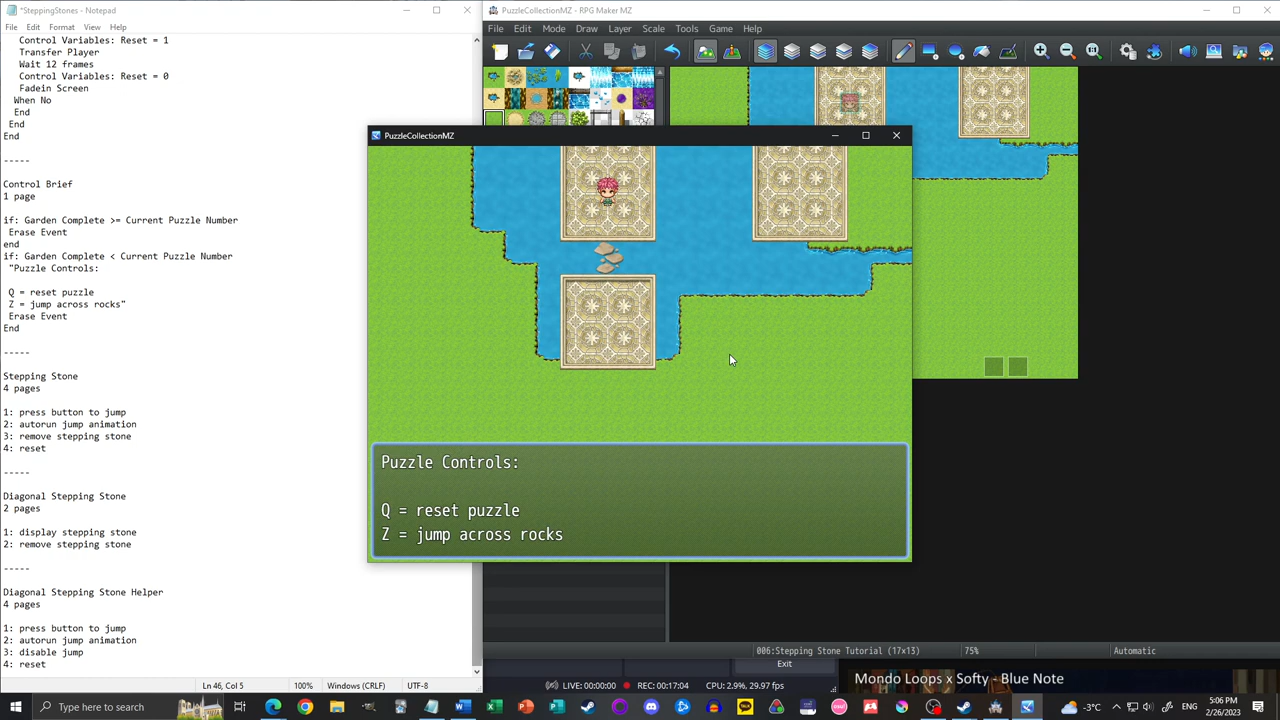 *SteppingStones - Notepad
File Edit Format View Help
Control Variables: Reset = 1
Transfer Player
Wait 12 frames
Control Variables: Reset = 0
Fadein Screen
When No
End
End
End
-----
Control Brief
1 page
if: Garden Complete >= Current Puzzle Number
Erase Event
end
if: Garden Complete < Current Puzzle Number
"Puzzle Controls:
Q = reset puzzle
Z = jump across rocks"
Erase Event
End
-----
Stepping Stone
4 pages
1: press button to jump
2: autorun jump animation
3: remove stepping stone
4: reset
-----
Diagonal Stepping Stone
2 pages
1: display stepping stone
2: remove stepping stone
-----
Diagonal Stepping Stone Helper
4 pages
1: press button to jump
2: autorun jump animation
3: disable jump
4: reset
Ln 46, Col 5 100% Windows (CRLF) UTF-8
PuzzleCollectionMZ - RPG Maker MZ
File Edit Mode Draw Layer Scale Tools Game Help
PuzzleCollectionMZ
Puzzle Controls:
Q = reset puzzle
Z = jump across rocks
006:Stepping Stone Tutorial (17×13) 75% Automatic
Exit
LIVE: 00:00:00 REC: 00:17:04 CPU: 2.9%, 29.97 fps
Mondo Loops x Softy - Blue Note
Type here to search
-3°C
5:06 PM
2/26/2023